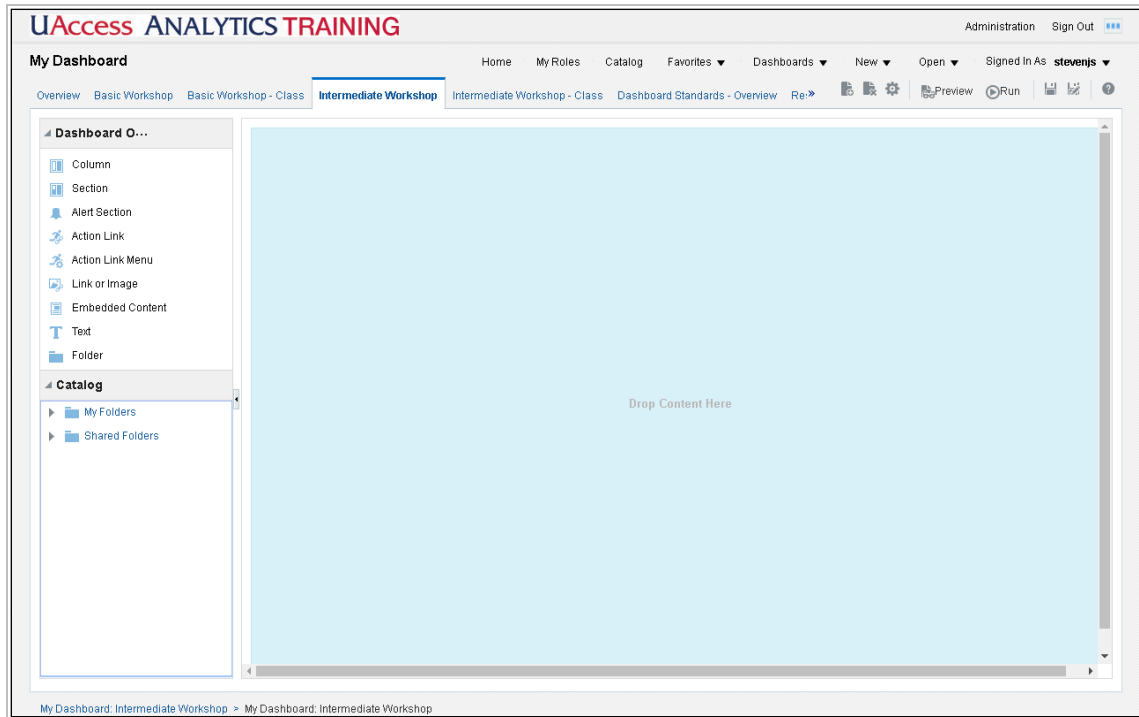 UAccess ANALYTICS TRAINING
Administration Sign Out
My Dashboard
Home My Roles Catalog Favorites Dashboards New Open Signed In As stevenjs
Overview Basic Workshop Basic Workshop - Class Intermediate Workshop Intermediate Workshop - Class Dashboard Standards - Overview Re» Preview Run
Dashboard O...
Column
Section
Alert Section
Action Link
Action Link Menu
Link or Image
Embedded Content
T Text
Folder
Catalog
My Folders
Shared Folders
Drop Content Here
My Dashboard: Intermediate Workshop > My Dashboard: Intermediate Workshop